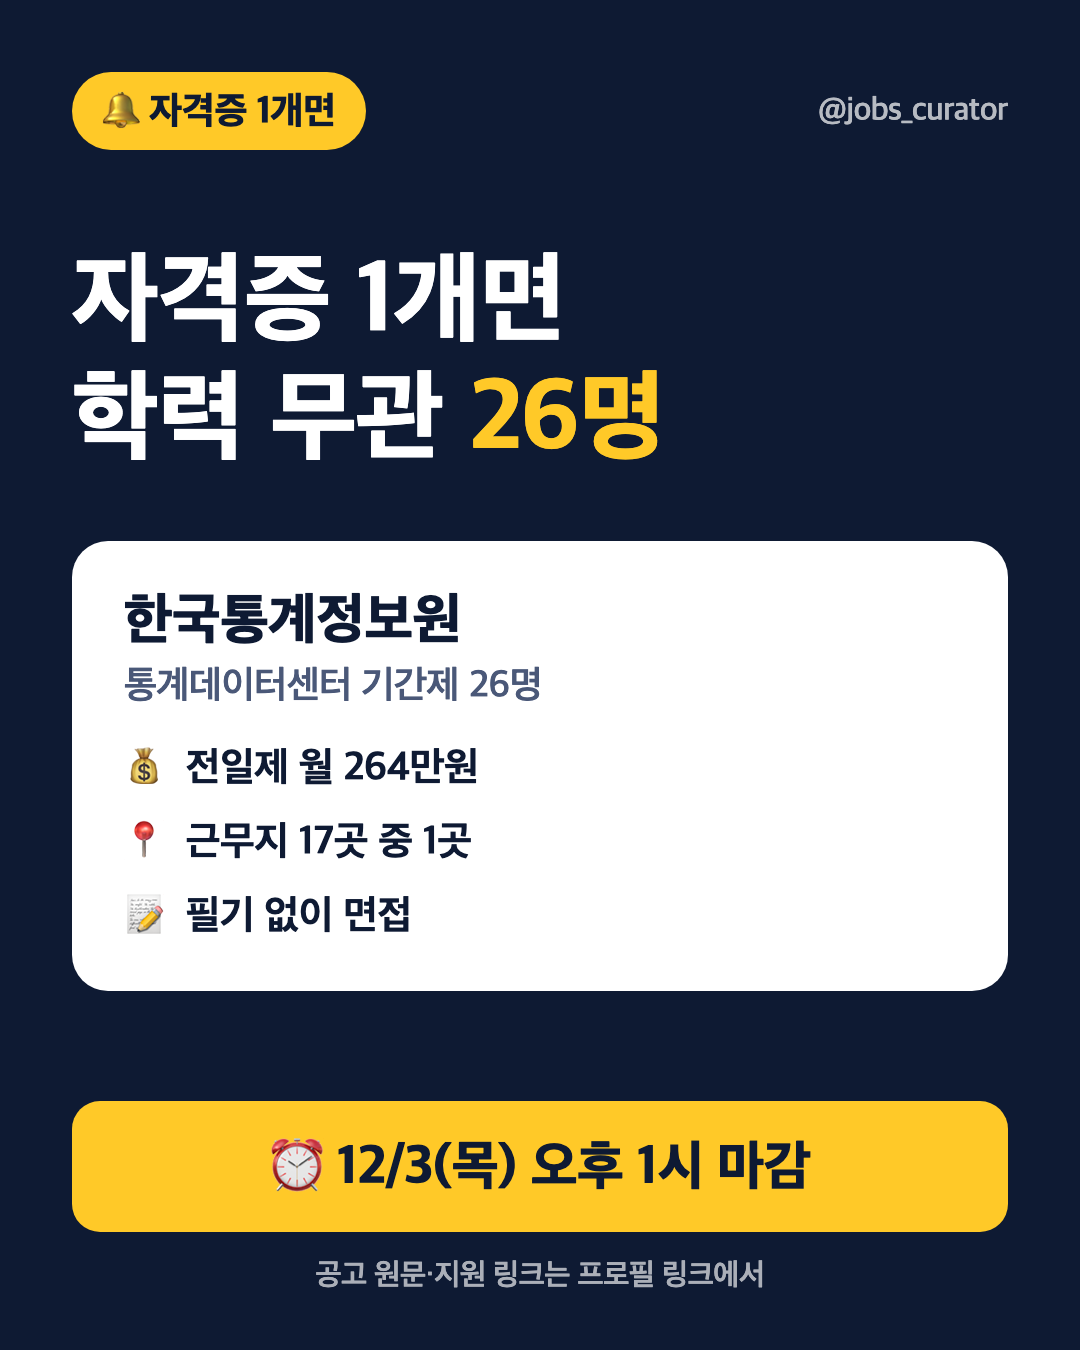 🔔 자격증 1개면
@jobs_curator
자격증 1개면
학력 무관 26명
한국통계정보원
통계데이터센터 기간제 26명
💰 전일제 월 264만원
📍 근무지 17곳 중 1곳
📝 필기 없이 면접
⏰ 12/3(목) 오후 1시 마감
공고 원문·지원 링크는 프로필 링크에서